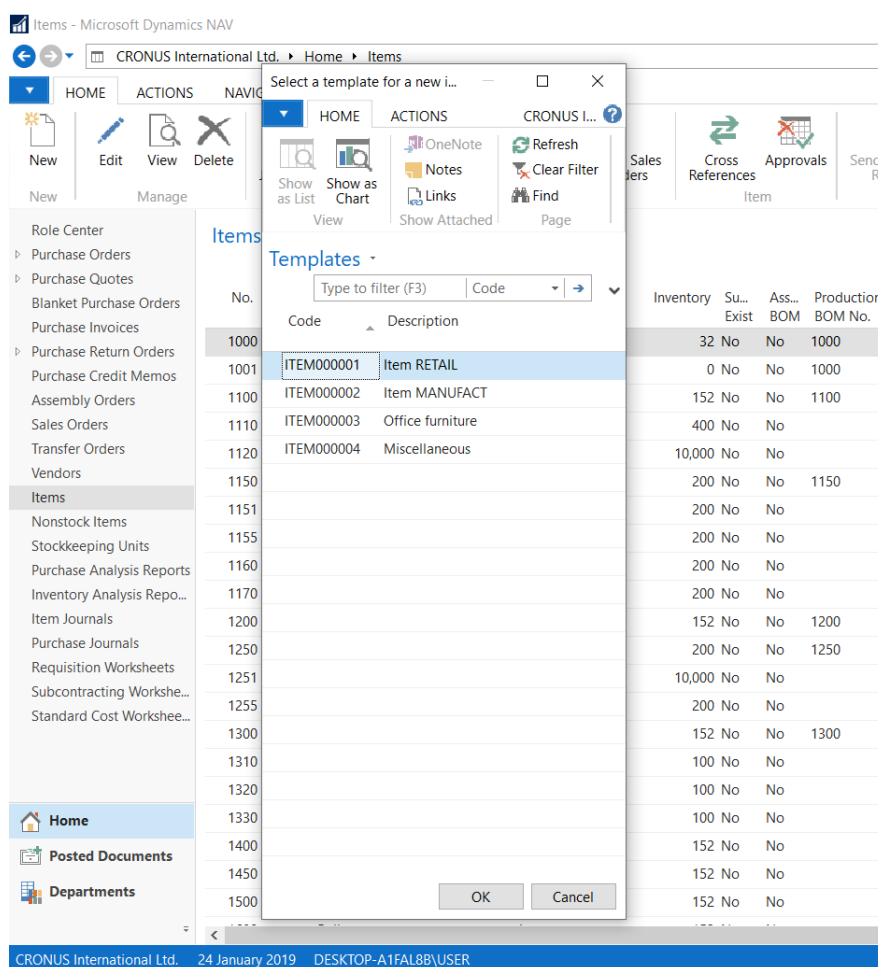 Items - Microsoft Dynamics NAV
CRONUS International Ltd. Home Items
HOME ACTIONS
Select a template for a new i...
HOME ACTIONS CRONUS I...
New Edit View Delete
New Manage
Show as List
Show as Chart
View
OneNote
Notes
Links
Show Attached
Refresh
Clear Filter
Find
Page
Sales
Cross References
Approvals
Item
Role Center
Purchase Orders
Purchase Quotes
Blanket Purchase Orders
Purchase Invoices
Purchase Return Orders
Purchase Credit Memos
Assembly Orders
Sales Orders
Transfer Orders
Vendors
Items
Nonstock Items
Stockkeeping Units
Purchase Analysis Reports
Inventory Analysis Repo...
Item Journals
Purchase Journals
Requisition Worksheets
Subcontracting Workshe...
Standard Cost Workshee...
Home
Posted Documents
Departments
Items
Templates
Type to filter (F3) Code
Code Description
ITEM000001 Item RETAIL
ITEM000002 Item MANUFACT
ITEM000003 Office furniture
ITEM000004 Miscellaneous
OK Cancel
No. Inventory Su... Exist Ass... BOM Production BOM No.
1000 32 No No 1000
1001 0 No No 1000
1100 152 No No 1100
1110 400 No No
1120 10,000 No No
1150 200 No No 1150
1151 200 No No
1155 200 No No
1160 200 No No
1170 200 No No
1200 152 No No 1200
1250 200 No No 1250
1251 10,000 No No
1255 200 No No
1300 152 No No 1300
1310 100 No No
1320 100 No No
1330 100 No No
1400 152 No No
1450 152 No No
1500 152 No No
CRONUS International Ltd. 24 January 2019 DESKTOP-A1FAL8B\USER